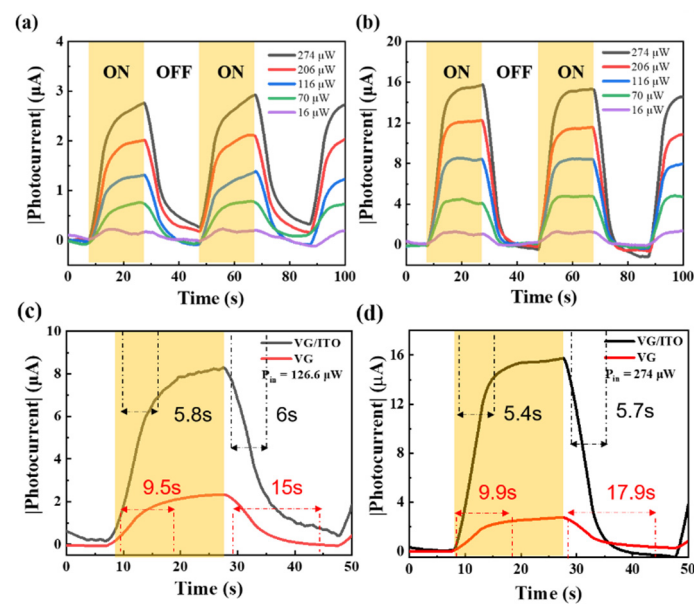 (a)
4
3
2
1
0
|Photocurrent| (μA)
ON OFF ON
274 μW
206 μW
116 μW
70 μW
16 μW
0 20 40 60 80 100
Time (s)
(b)
20
16
12
8
4
0
|Photocurrent| (μA)
ON OFF ON
274 μW
206 μW
116 μW
70 μW
16 μW
0 20 40 60 80 100
Time (s)
(c)
10
8
6
4
2
0
|Photocurrent| (μA)
VG/ITO
VG
Pin = 126.6 μW
5.8s 6s
9.5s 15s
0 10 20 30 40 50
Time (s)
(d)
16
12
8
4
0
|Photocurrent| (μA)
VG/ITO
VG
Pin = 274 μW
5.4s 5.7s
9.9s 17.9s
0 10 20 30 40 50
Time (s)